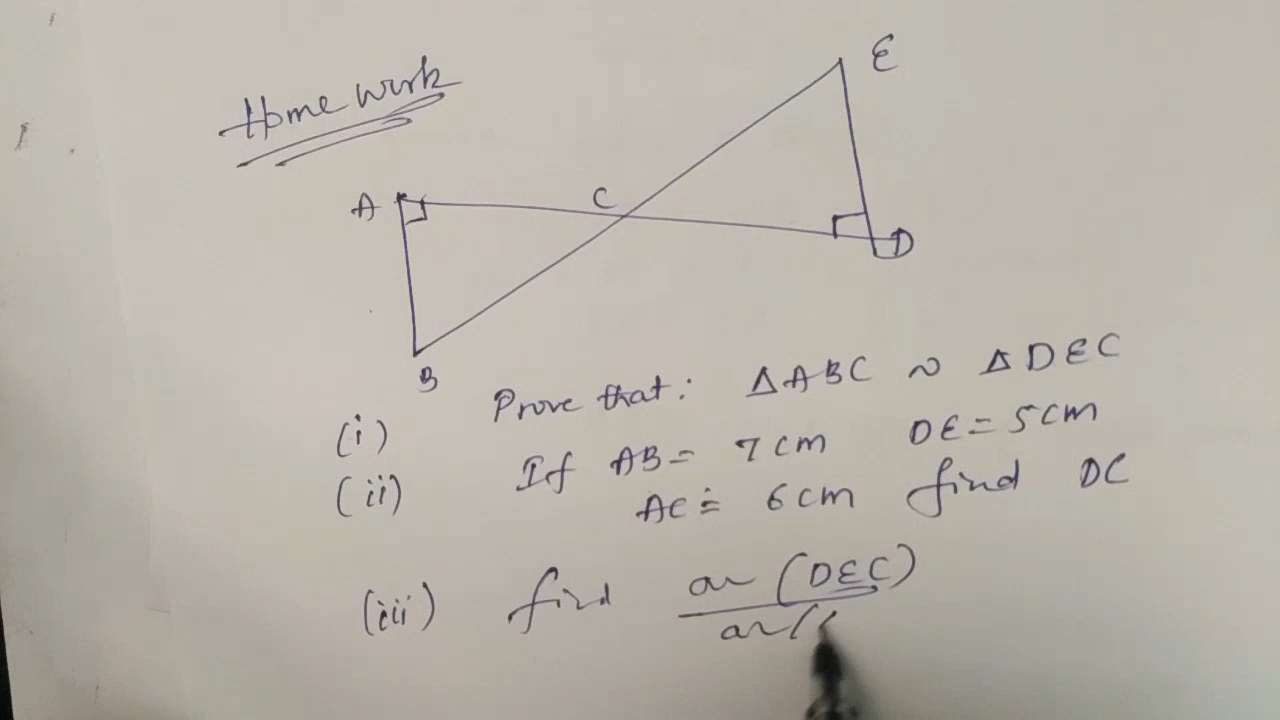 Home work
E
A
C
D
B
(i) Prove that: ΔABC ~ ΔDEC
(ii) If AB = 7cm DE = 5cm
AC = 6cm find DC
(iii) find ar(DEC)
ar(